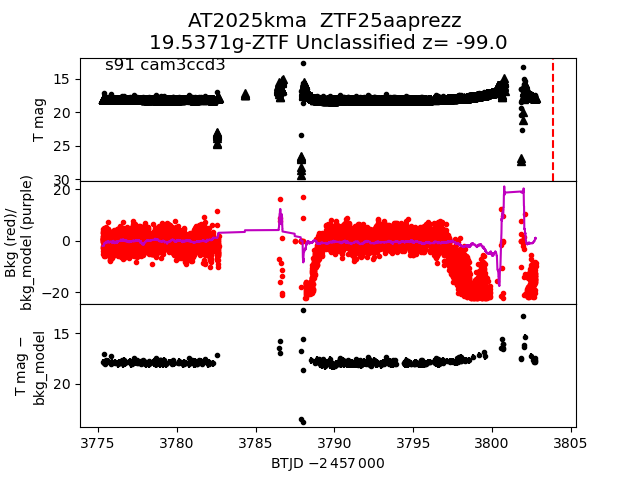 AT2025kma  ZTF25aaprezz
19.5371g-ZTF Unclassified z= -99.0
s91 cam3ccd3
T mag
15
20
25
30
Bkg (red)/
bkg_model (purple)
20
0
−20
T mag −
bkg_model
15
20
3775
3780
3785
3790
3795
3800
3805
BTJD −2 457 000